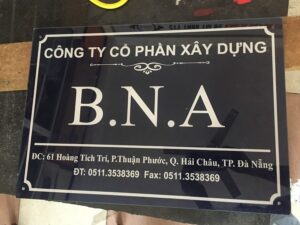 CÔNG TY CỔ PHẦN XÂY DỰNG
B.N.A
ĐC: 61 Hoàng Tích Trí, P.Thuận Phước, Q. Hải Châu, TP. Đà Nẵng
ĐT: 0511.3538369 Fax: 0511.3538369